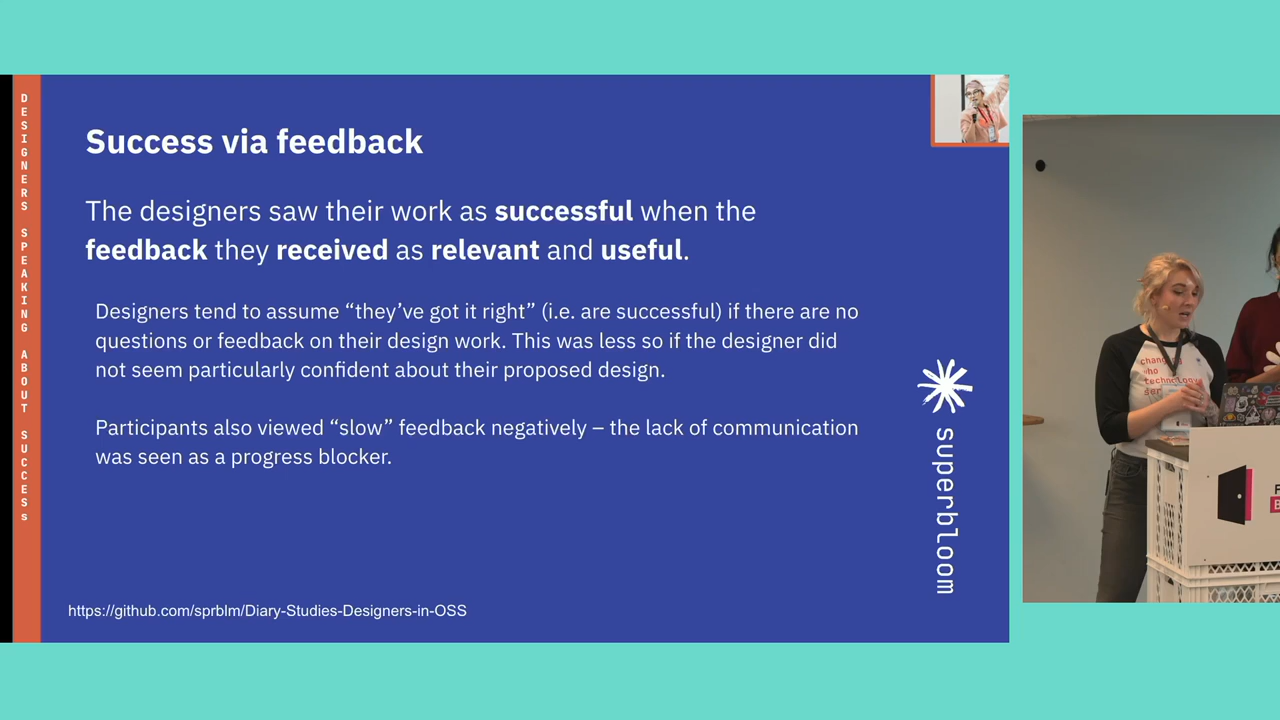 DESIGNERS SPEAKING ABOUT SUCCESs
Success via feedback
The designers saw their work as successful when the
feedback they received as relevant and useful.
Designers tend to assume “they’ve got it right” (i.e. are successful) if there are no
questions or feedback on their design work. This was less so if the designer did
not seem particularly confident about their proposed design.
Participants also viewed “slow” feedback negatively – the lack of communication
was seen as a progress blocker.
superbloom
https://github.com/sprblm/Diary-Studies-Designers-in-OSS
who
technology